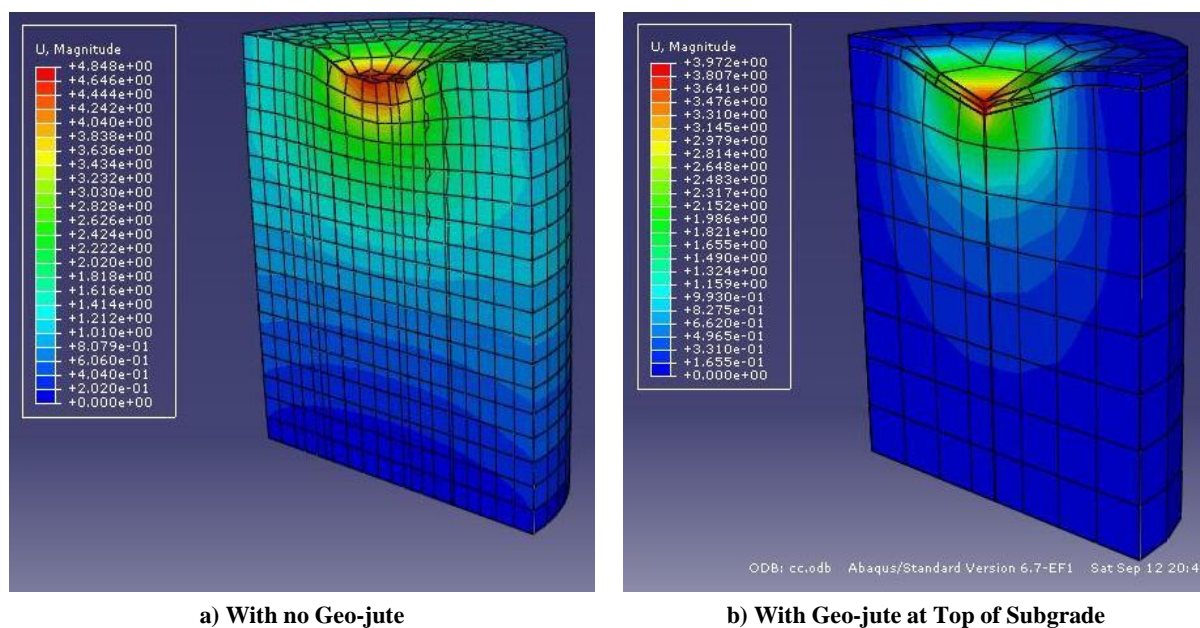 U, Magnitude
+4.848e+00
+4.646e+00
+4.444e+00
+4.242e+00
+4.040e+00
+3.838e+00
+3.636e+00
+3.434e+00
+3.232e+00
+3.030e+00
+2.828e+00
+2.626e+00
+2.424e+00
+2.222e+00
+2.020e+00
+1.818e+00
+1.616e+00
+1.414e+00
+1.212e+00
+1.010e+00
+8.079e-01
+6.060e-01
+4.040e-01
+2.020e-01
+0.000e+00
U, Magnitude
+3.972e+00
+3.807e+00
+3.641e+00
+3.476e+00
+3.310e+00
+3.145e+00
+2.979e+00
+2.814e+00
+2.648e+00
+2.483e+00
+2.317e+00
+2.152e+00
+1.986e+00
+1.821e+00
+1.655e+00
+1.490e+00
+1.324e+00
+1.159e+00
+9.930e-01
+8.275e-01
+6.620e-01
+4.965e-01
+3.310e-01
+1.655e-01
+0.000e+00
ODB: cc.odb Abaqus/Standard Version 6.7-EF1 Sat Sep 12 20:4
a) With no Geo-jute
b) With Geo-jute at Top of Subgrade